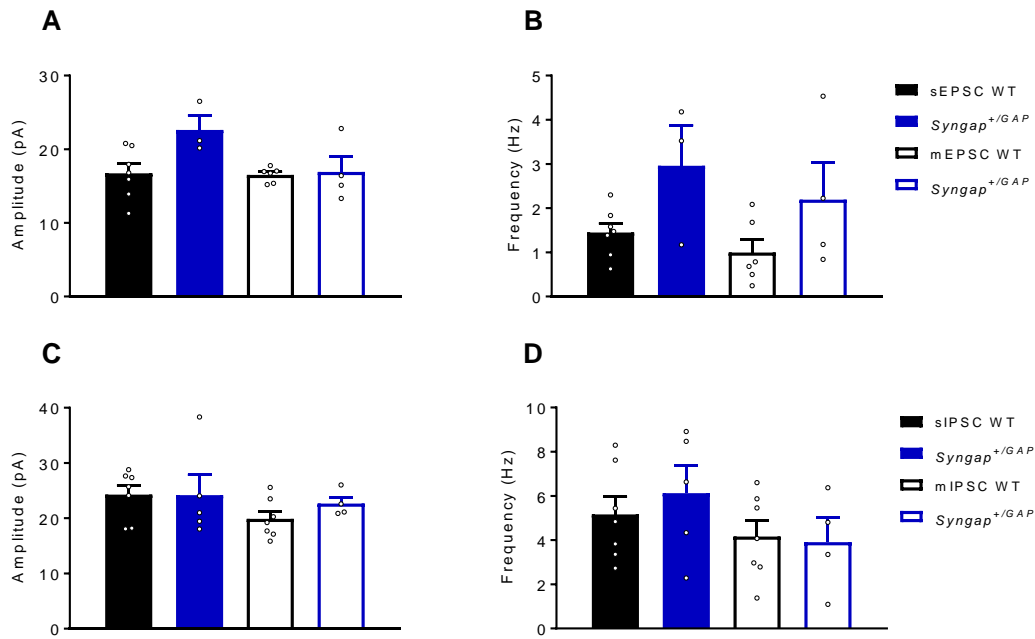 A
Amplitude (pA)
30
20
10
0
B
Frequency (Hz)
5
4
3
2
1
0
sEPSC WT
Syngap+/GAP
mEPSC WT
Syngap+/GAP
C
Amplitude (pA)
40
30
20
10
0
D
Frequency (Hz)
10
8
6
4
2
0
sIPSC WT
Syngap+/GAP
mIPSC WT
Syngap+/GAP